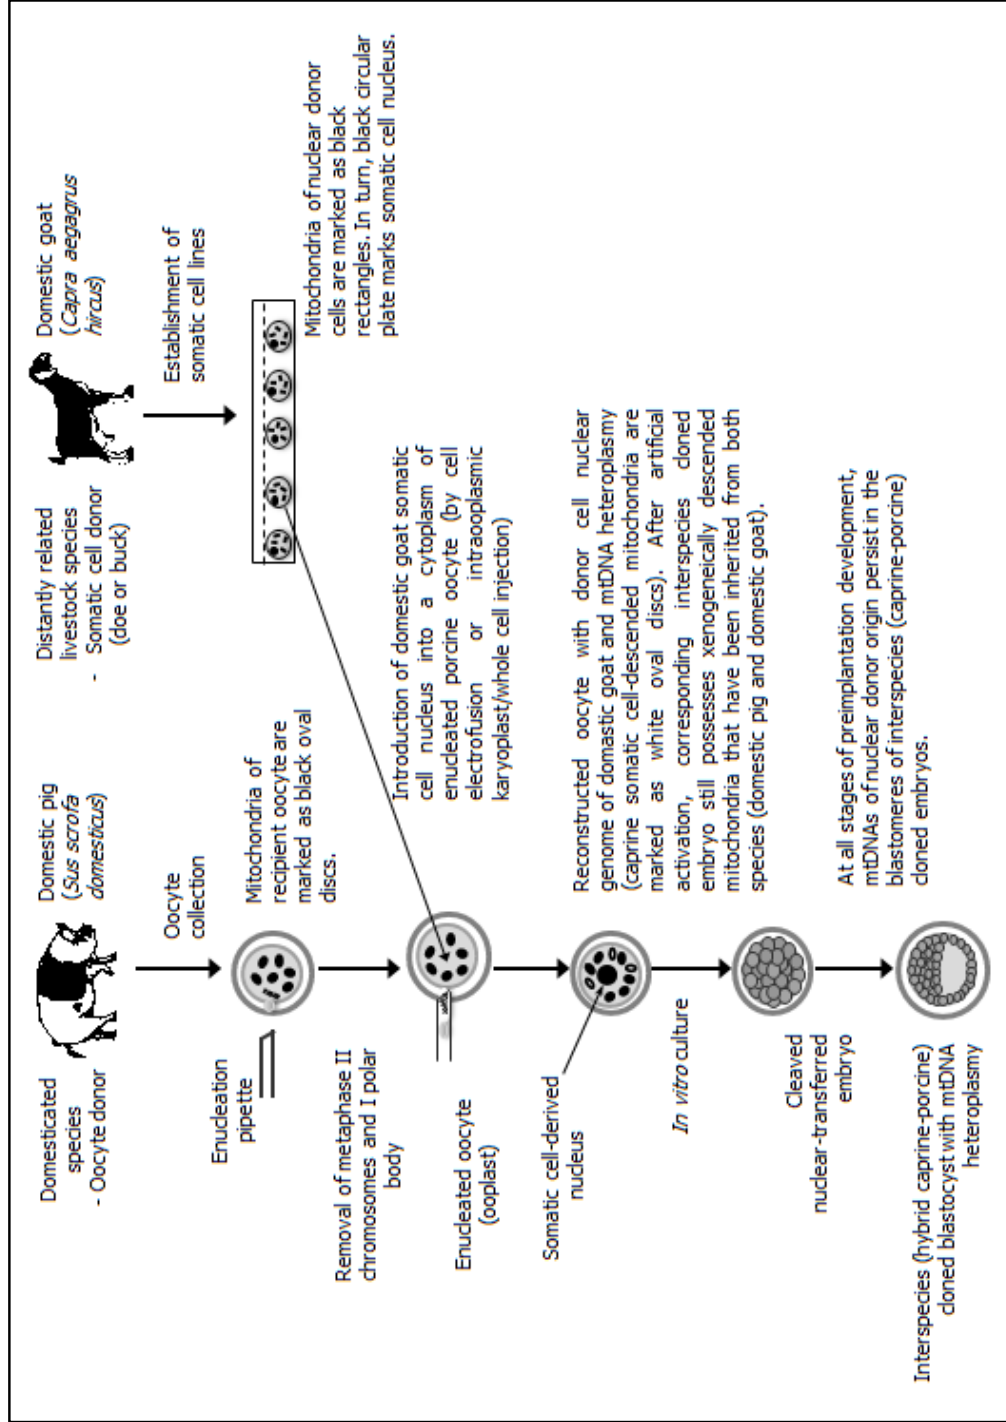 Domesticated
species
- Oocyte donor
Domestic pig
(Sus scrofa
domesticus)
Distantly related
livestock species
- Somatic cell donor
(doe or buck)
Domestic goat
(Capra aegagrus
hircus)
Oocyte
collection
Establishment of
somatic cell lines
Enucleation
pipette
Mitochondria of
recipient oocyte are
marked as black oval
discs.
Mitochondria of nuclear donor
cells are marked as black
rectangles. In turn, black circular
plate marks somatic cell nucleus.
Removal of metaphase II
chromosomes and I polar
body
Enucleated oocyte
(ooplast)
Introduction of domestic goat somatic
cell nucleus into a cytoplasm of
enucleated porcine oocyte (by cell
electrofusion or intraooplasmic
karyoplast/whole cell injection)
Somatic cell-derived
nucleus
Reconstructed oocyte with donor cell nuclear
genome of domastic goat and mtDNA heteroplasmy
(caprine somatic cell-descended mitochondria are
marked as white oval discs). After artificial
activation, corresponding interspecies cloned
embryo still possesses xenogeneically descended
mitochondria that have been inherited from both
species (domestic pig and domestic goat).
In vitro culture
Cleaved
nuclear-transferred
embryo
At all stages of preimplantation development,
mtDNAs of nuclear donor origin persist in the
blastomeres of interspecies (caprine-porcine)
cloned embryos.
Interspecies (hybrid caprine-porcine)
cloned blastocyst with mtDNA
heteroplasmy